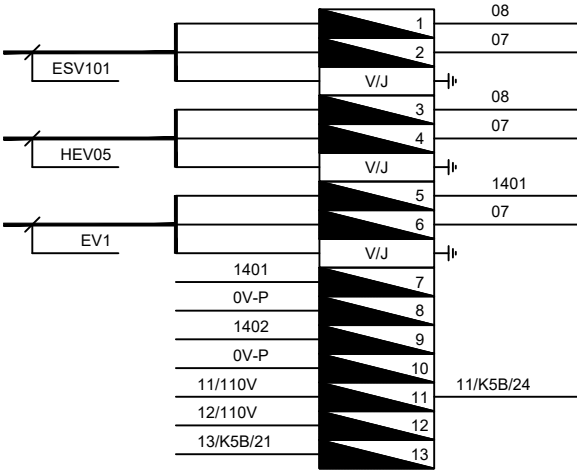 1 08
2 07
ESV101 V/J
3 08
4 07
HEV05 V/J
5 1401
6 07
EV1 V/J
1401 7
0V-P 8
1402 9
0V-P 10
11/110V 11 11/K5B/24
12/110V 12
13/K5B/21 13